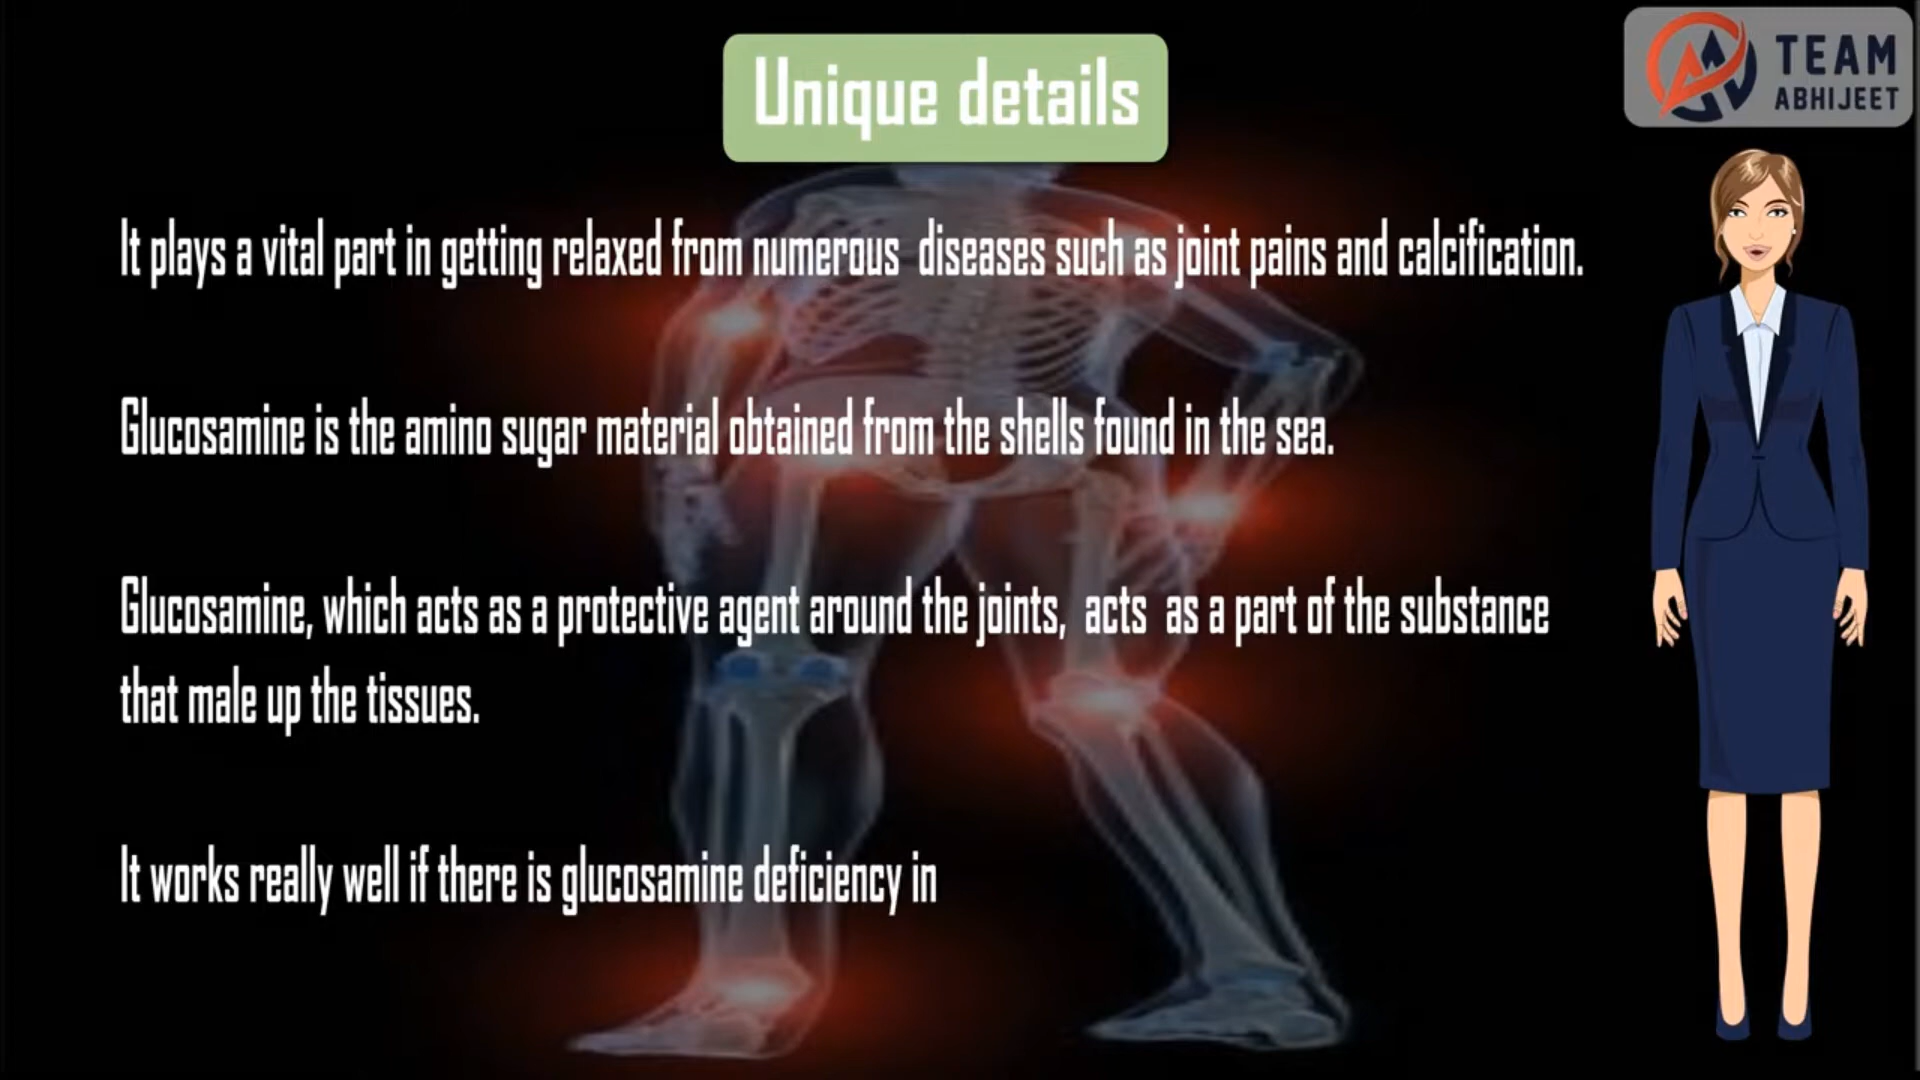 Unique details
TEAM
ABHIJEET
It plays a vital part in getting relaxed from numerous diseases such as joint pains and calcification.
Glucosamine is the amino sugar material obtained from the shells found in the sea.
Glucosamine, which acts as a protective agent around the joints, acts as a part of the substance
that male up the tissues.
It works really well if there is glucosamine deficiency in